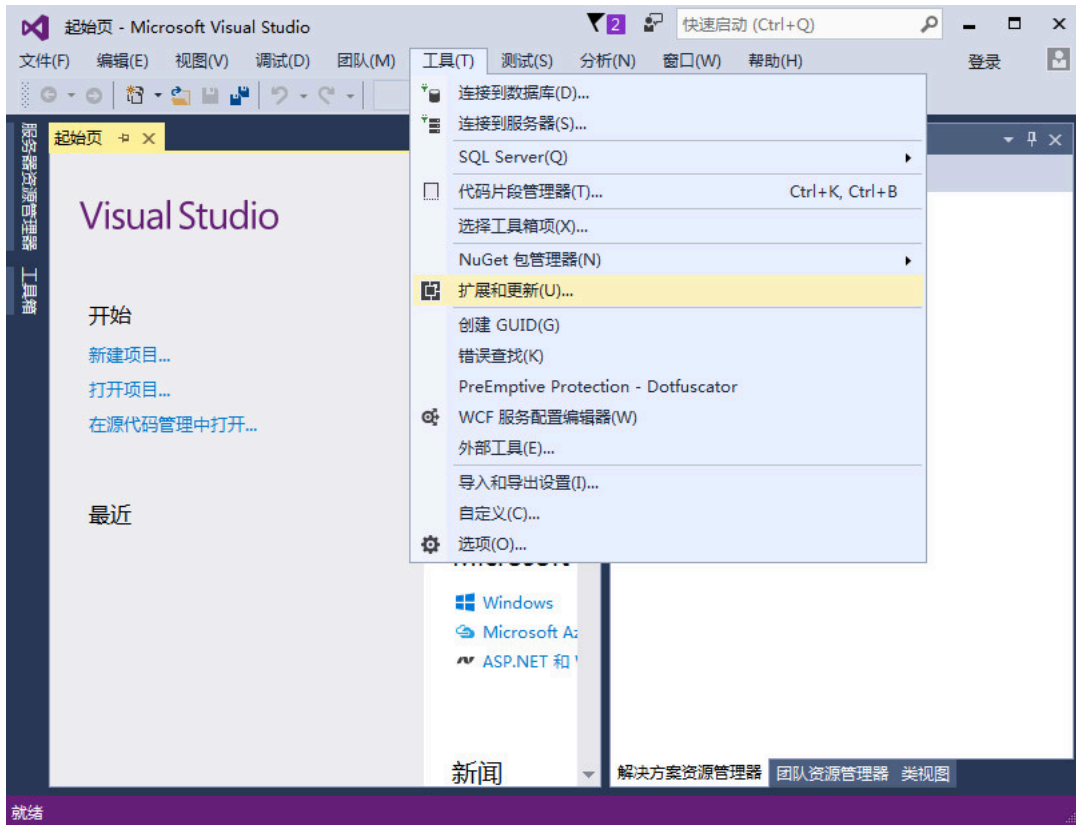 起始页 - Microsoft Visual Studio
2
快速启动 (Ctrl+Q)
文件(F) 编辑(E) 视图(V) 调试(D) 团队(M) 工具(T) 测试(S) 分析(N) 窗口(W) 帮助(H) 登录
服务器资源管理器
工具箱
起始页
Visual Studio
开始
新建项目...
打开项目...
在源代码管理中打开...
最近
连接到数据库(D)...
连接到服务器(S)...
SQL Server(Q)
代码片段管理器(T)... Ctrl+K, Ctrl+B
选择工具箱项(X)...
NuGet 包管理器(N)
扩展和更新(U)...
创建 GUID(G)
错误查找(K)
PreEmptive Protection - Dotfuscator
WCF 服务配置编辑器(W)
外部工具(E)...
导入和导出设置(I)...
自定义(C)...
选项(O)...
Microsoft
Windows
Microsoft Az
ASP.NET 和
新闻
解决方案资源管理器 团队资源管理器 类视图
就绪